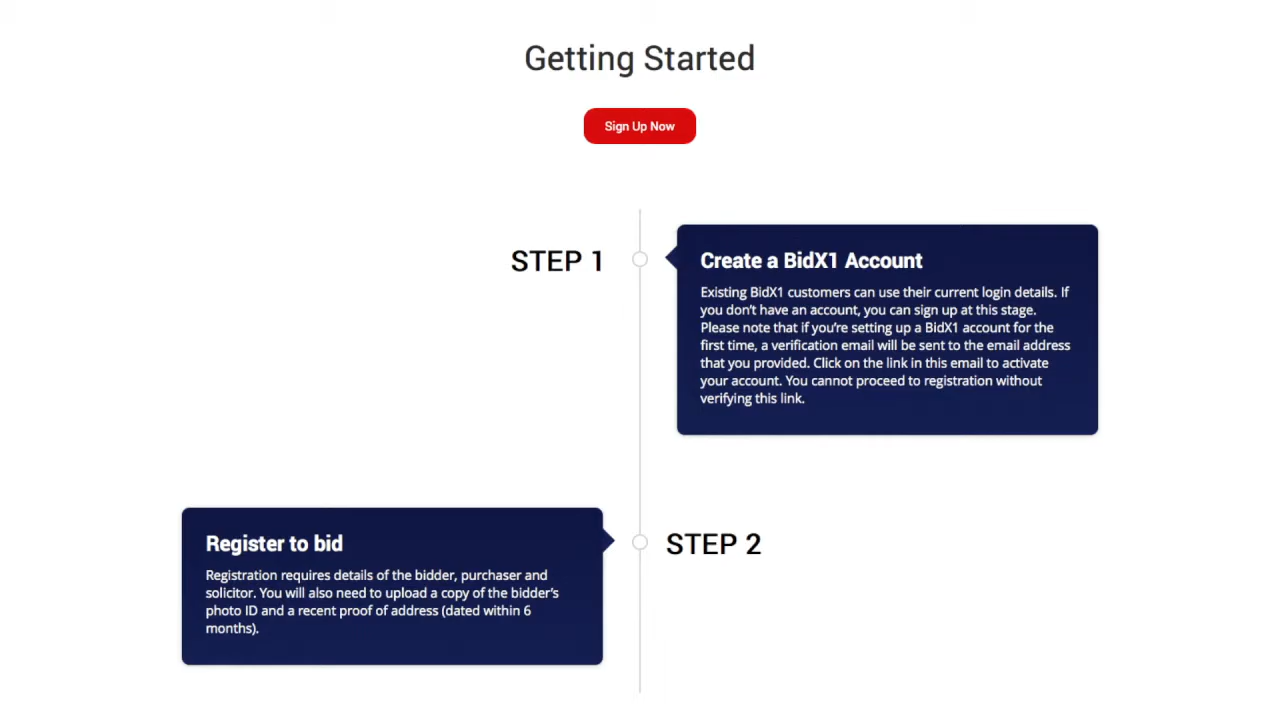 Getting Started
Sign Up Now
STEP 1
Create a BidX1 Account
Existing BidX1 customers can use their current login details. If
you don’t have an account, you can sign up at this stage.
Please note that if you’re setting up a BidX1 account for the
first time, a verification email will be sent to the email address
that you provided. Click on the link in this email to activate
your account. You cannot proceed to registration without
verifying this link.
STEP 2
Register to bid
Registration requires details of the bidder, purchaser and
solicitor. You will also need to upload a copy of the bidder’s
photo ID and a recent proof of address (dated within 6
months).